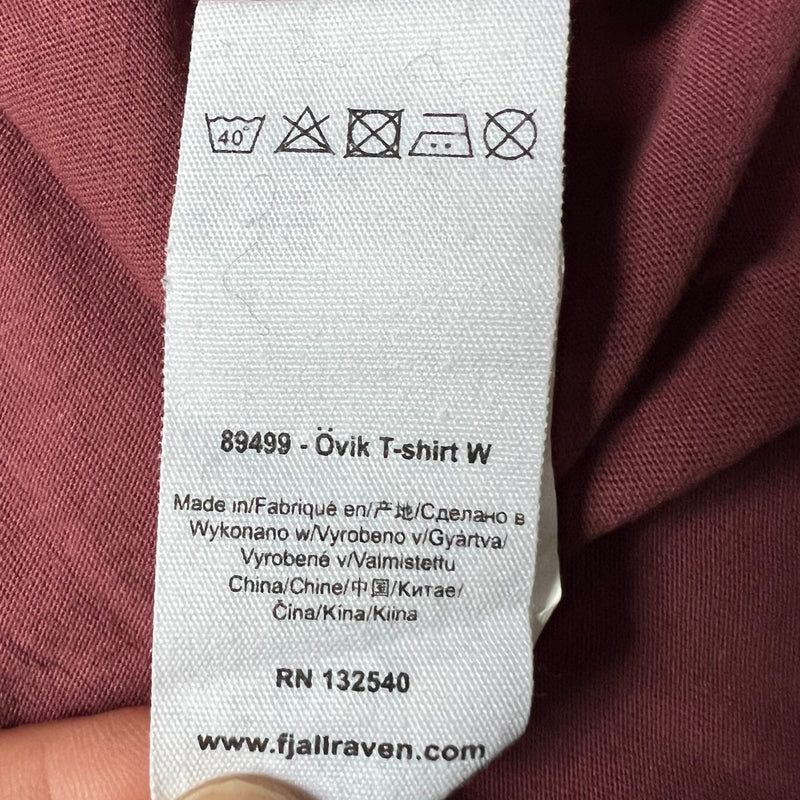 40°
89499 - Övik T-shirt W
Made in/Fabriqué en/产地/Сделано в
Wykonano w/Vyrobeno v/Gyártva/
Vyrobené v/Valmistettu
China/Chine/中国/Китае/
Čína/Kína/Kiina
RN 132540
www.fjallraven.com